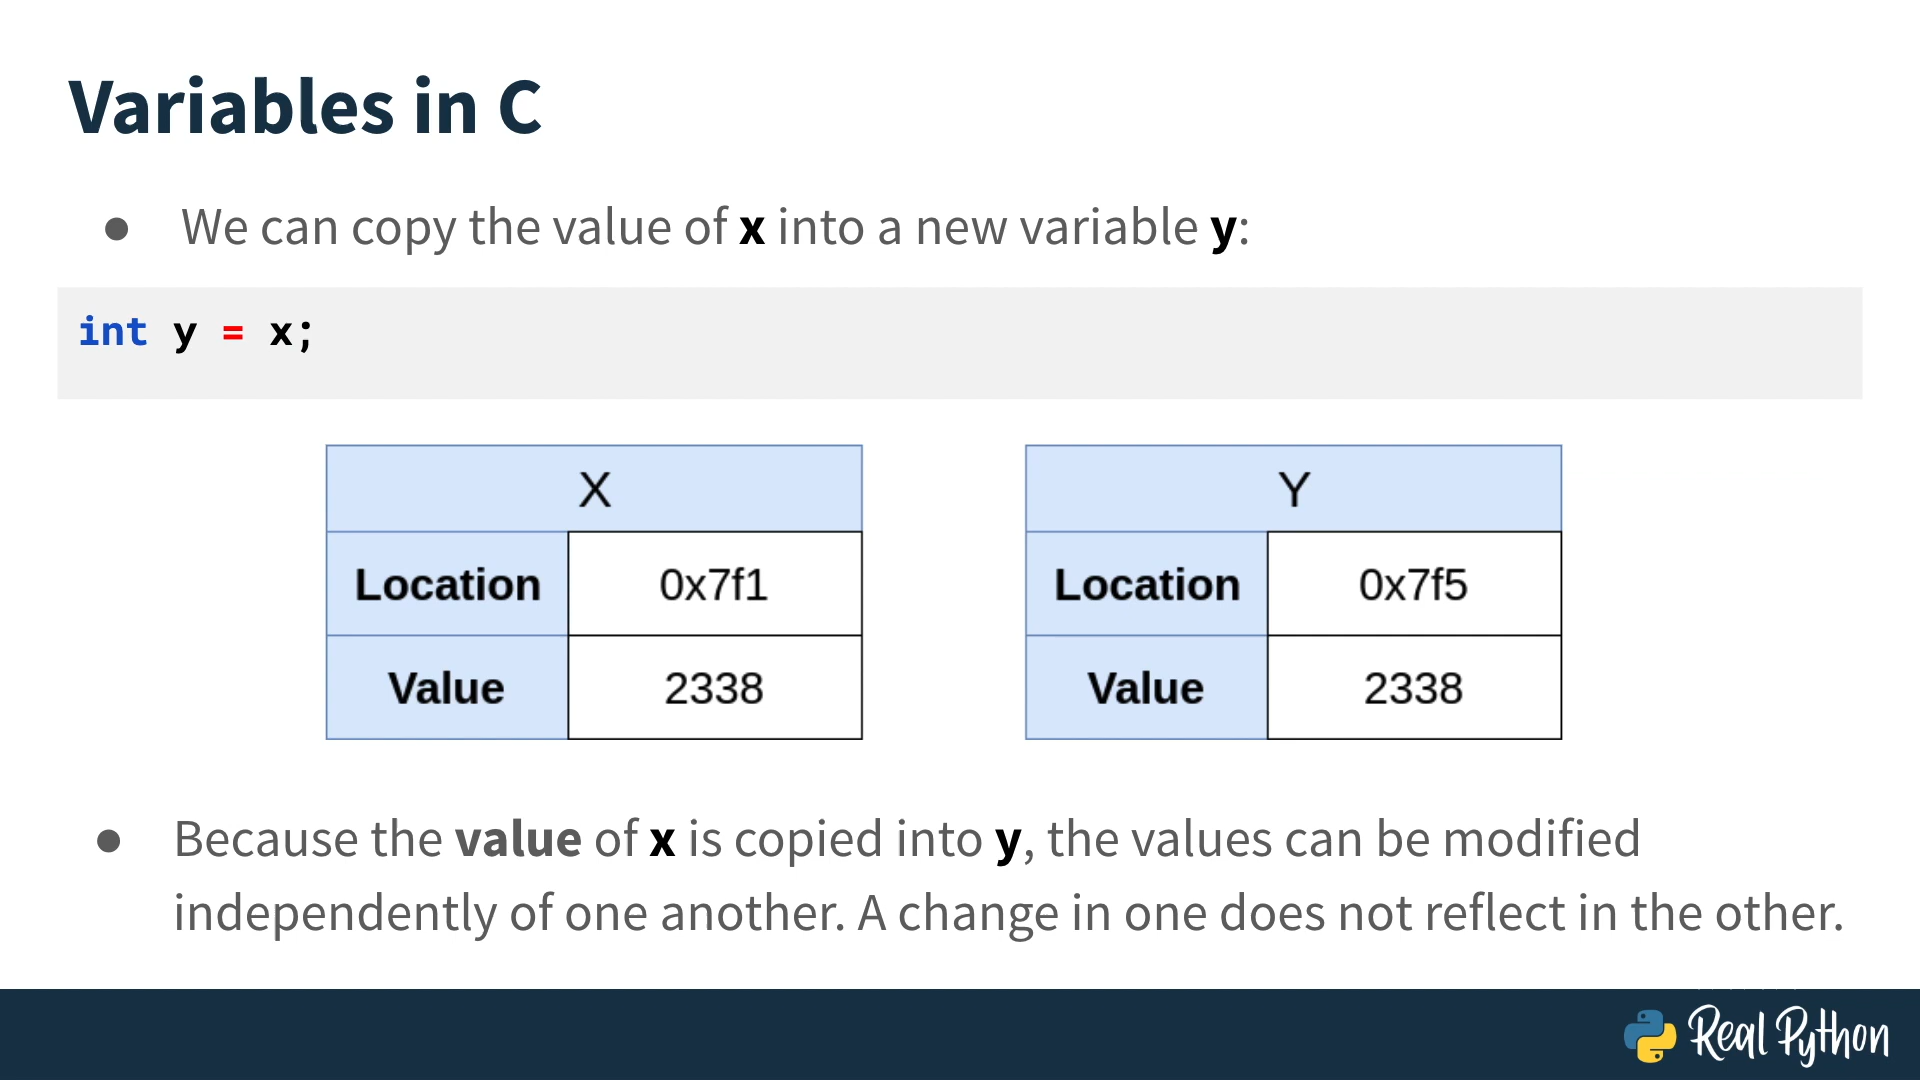 Variables in C
● We can copy the value of x into a new variable y:
int y = x;
X
Location 0x7f1
Value 2338
Y
Location 0x7f5
Value 2338
● Because the value of x is copied into y, the values can be modified
independently of one another. A change in one does not reflect in the other.
Real Python